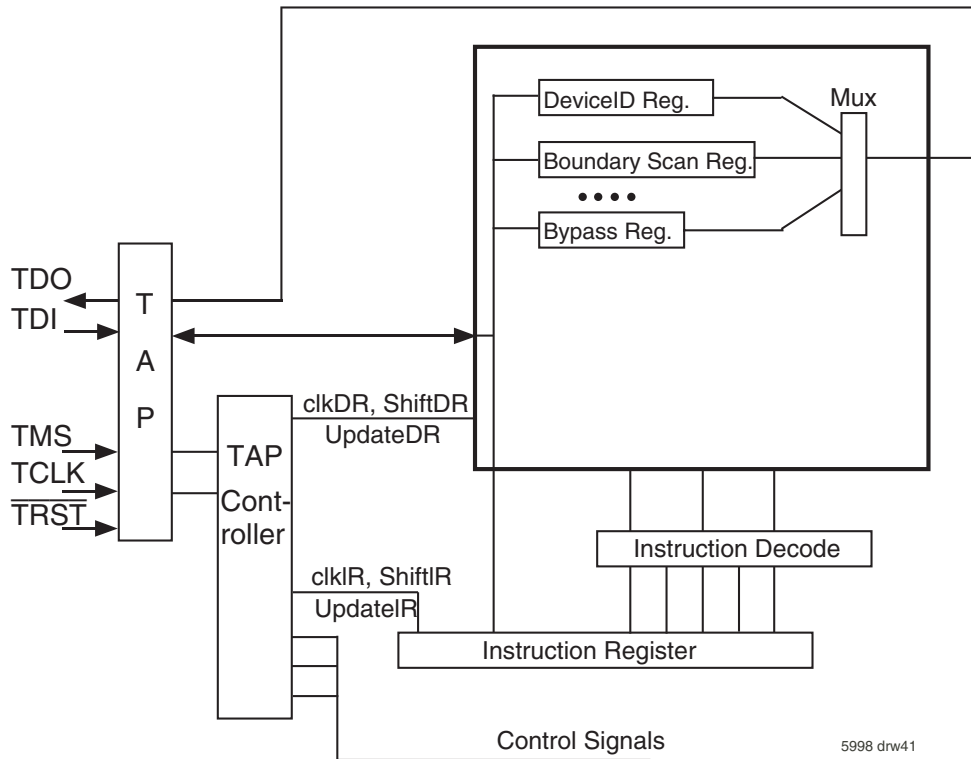 DeviceID Reg.
Mux
Boundary Scan Reg.
Bypass Reg.
TDO
TDI
T
A
P
TMS
TCLK
TRST
clkDR, ShiftDR
UpdateDR
TAP
Cont-
roller
Instruction Decode
clkIR, ShiftIR
UpdateIR
Instruction Register
Control Signals
5998 drw41